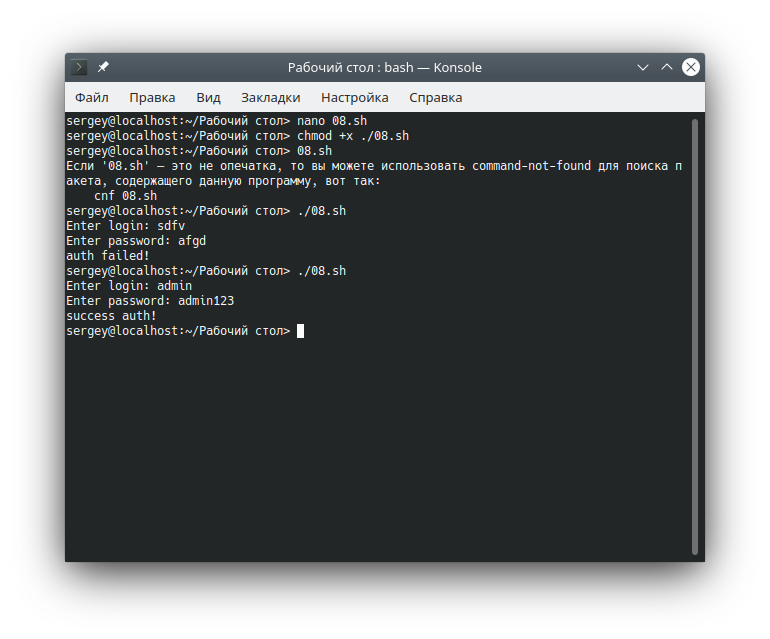 Рабочий стол : bash — Konsole
Файл Правка Вид Закладки Настройка Справка
sergey@localhost:~/Рабочий стол> nano 08.sh
sergey@localhost:~/Рабочий стол> chmod +x ./08.sh
sergey@localhost:~/Рабочий стол> 08.sh
Если '08.sh' — это не опечатка, то вы можете использовать command-not-found для поиска п
акета, содержащего данную программу, вот так:
    cnf 08.sh
sergey@localhost:~/Рабочий стол> ./08.sh
Enter login: sdfv
Enter password: afgd
auth failed!
sergey@localhost:~/Рабочий стол> ./08.sh
Enter login: admin
Enter password: admin123
success auth!
sergey@localhost:~/Рабочий стол>